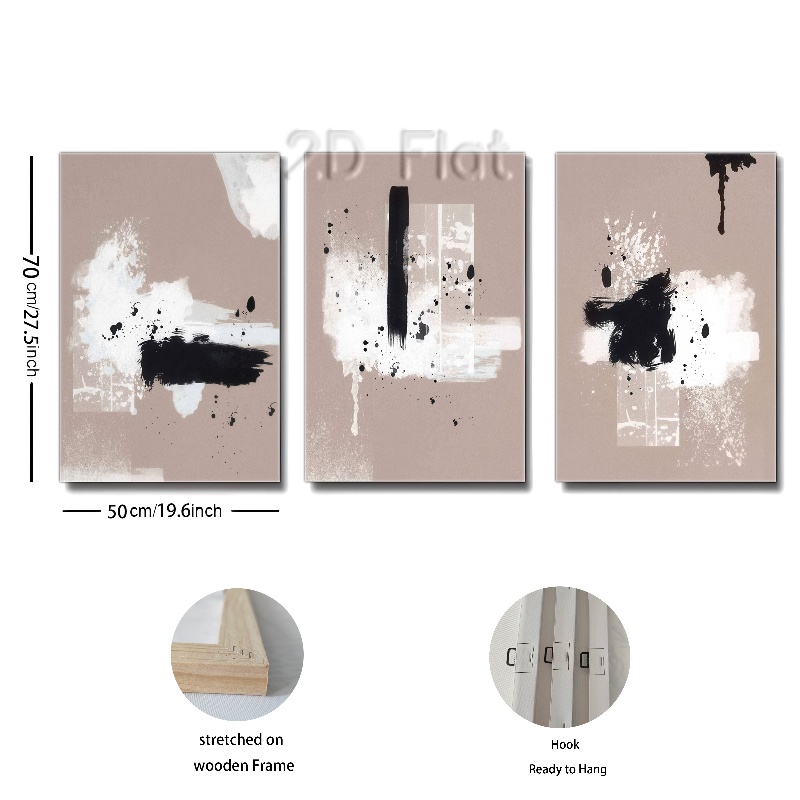 2D Flat
70 cm/27.5inch
50cm/19.6inch
stretched on
wooden Frame
Hook
Ready to Hang